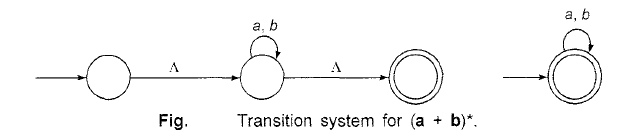 a, b
a, b
Λ
Λ
Fig. Transition system for (a + b)*.